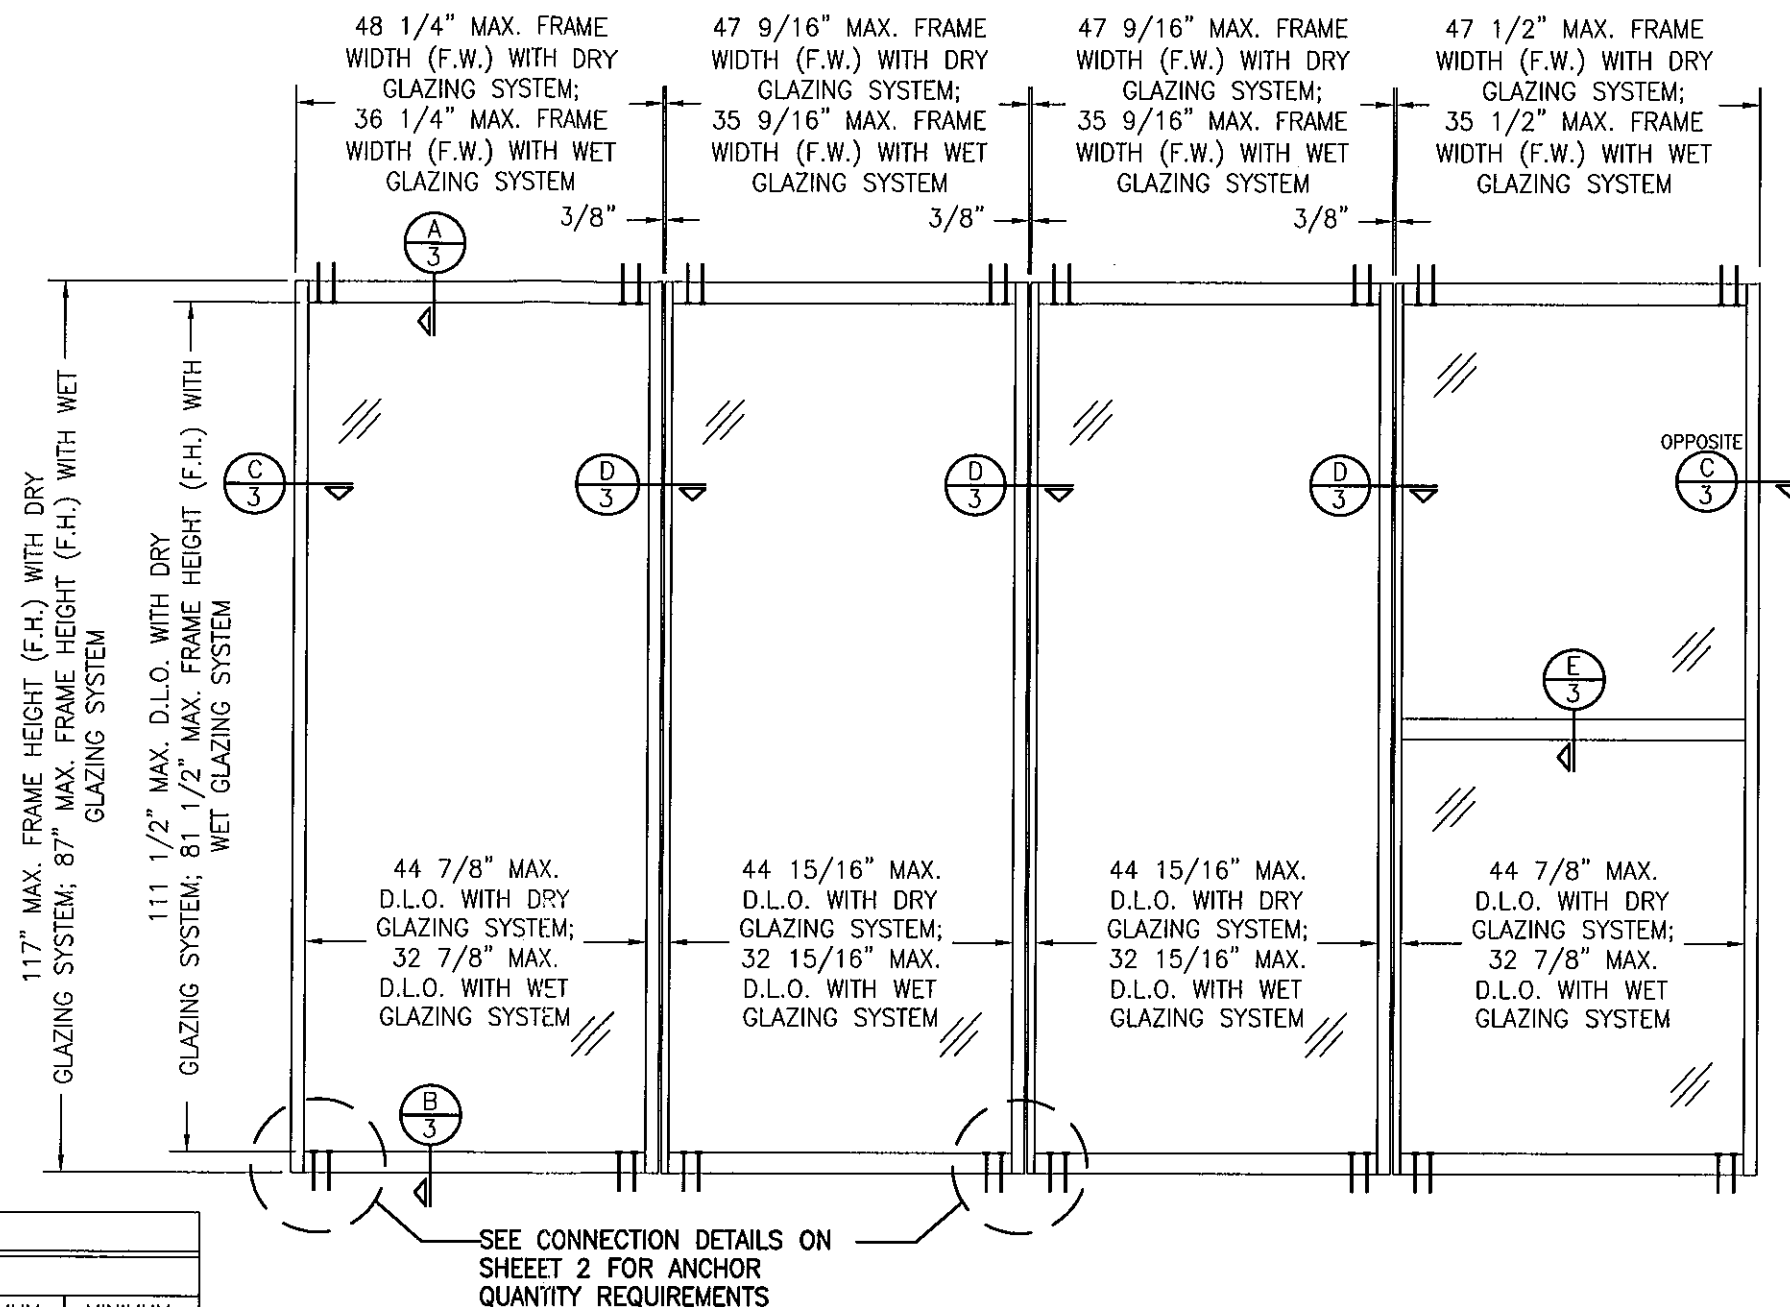 48 1/4" MAX. FRAME
WIDTH (F.W.) WITH DRY
GLAZING SYSTEM;
36 1/4" MAX. FRAME
WIDTH (F.W.) WITH WET
GLAZING SYSTEM
47 9/16" MAX. FRAME
WIDTH (F.W.) WITH DRY
GLAZING SYSTEM;
35 9/16" MAX. FRAME
WIDTH (F.W.) WITH WET
GLAZING SYSTEM
47 9/16" MAX. FRAME
WIDTH (F.W.) WITH DRY
GLAZING SYSTEM;
35 9/16" MAX. FRAME
WIDTH (F.W.) WITH WET
GLAZING SYSTEM
47 1/2" MAX. FRAME
WIDTH (F.W.) WITH DRY
GLAZING SYSTEM;
35 1/2" MAX. FRAME
WIDTH (F.W.) WITH WET
GLAZING SYSTEM
3/8"
3/8"
3/8"
A
3
117" MAX. FRAME HEIGHT (F.H.) WITH DRY
GLAZING SYSTEM; 87" MAX. FRAME HEIGHT (F.H.) WITH WET
GLAZING SYSTEM
111 1/2" MAX. D.L.O. WITH DRY
GLAZING SYSTEM; 81 1/2" MAX. FRAME HEIGHT (F.H.) WITH
WET GLAZING SYSTEM
C
3
D
3
D
3
D
3
OPPOSITE
C
3
E
3
44 7/8" MAX.
D.L.O. WITH DRY
GLAZING SYSTEM;
32 7/8" MAX.
D.L.O. WITH WET
GLAZING SYSTEM
44 15/16" MAX.
D.L.O. WITH DRY
GLAZING SYSTEM;
32 15/16" MAX.
D.L.O. WITH WET
GLAZING SYSTEM
44 15/16" MAX.
D.L.O. WITH DRY
GLAZING SYSTEM;
32 15/16" MAX.
D.L.O. WITH WET
GLAZING SYSTEM
44 7/8" MAX.
D.L.O. WITH DRY
GLAZING SYSTEM;
32 7/8" MAX.
D.L.O. WITH WET
GLAZING SYSTEM
B
3
SEE CONNECTION DETAILS ON
SHEEET 2 FOR ANCHOR
QUANTITY REQUIREMENTS